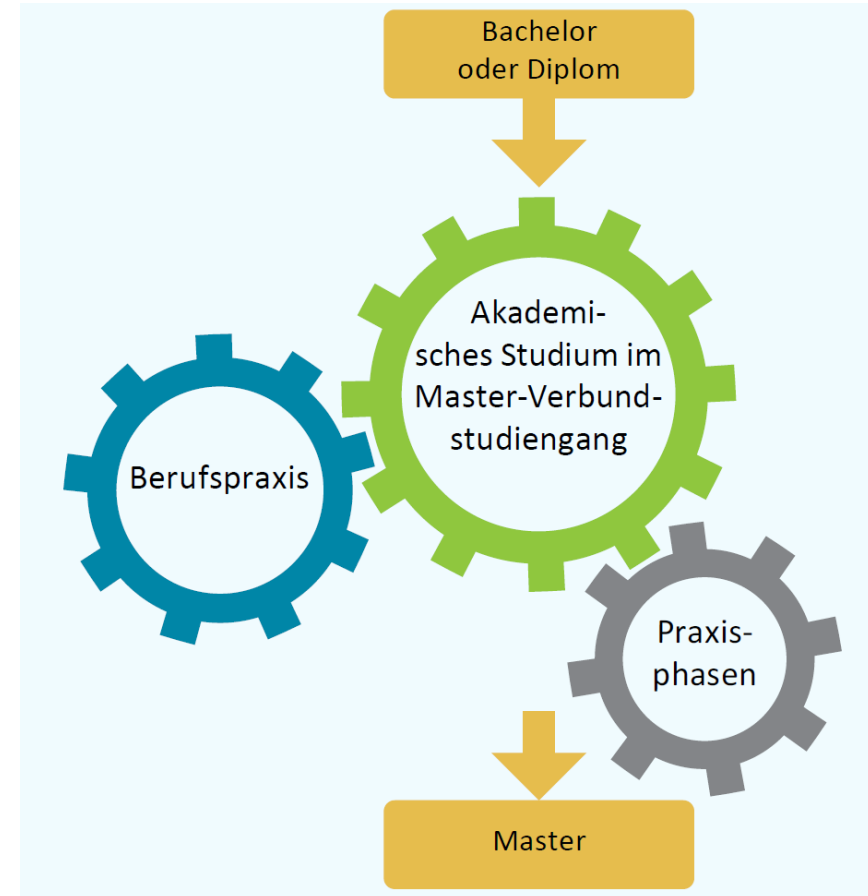 Bachelor
oder Diplom
Akademi-
sches Studium im
Master-Verbund-
studiengang
Berufspraxis
Praxis-
phasen
Master